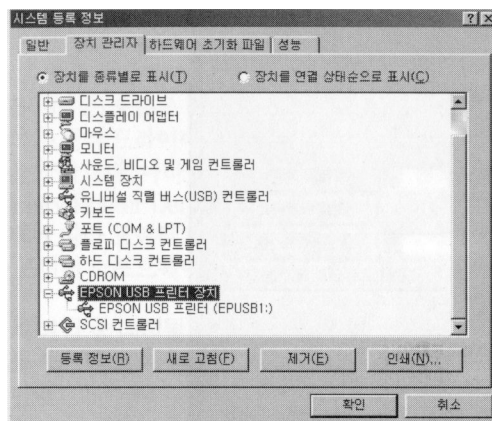 시스템 등록 정보
일반 장치 관리자 하드웨어 초기화 파일 성능
장치를 종류별로 표시(T) 장치를 연결 상태순으로 표시(C)
디스크 드라이브
디스플레이 어댑터
마우스
모니터
사운드, 비디오 및 게임 컨트롤러
시스템 장치
유니버설 직렬 버스(USB) 컨트롤러
키보드
포트 (COM & LPT)
플로피 디스크 컨트롤러
하드 디스크 컨트롤러
CDROM
EPSON USB 프린터 장치
EPSON USB 프린터 (EPUSB1:)
SCSI 컨트롤러
등록 정보(R) 새로 고침(F) 제거(E) 인쇄(N)...
확인 취소